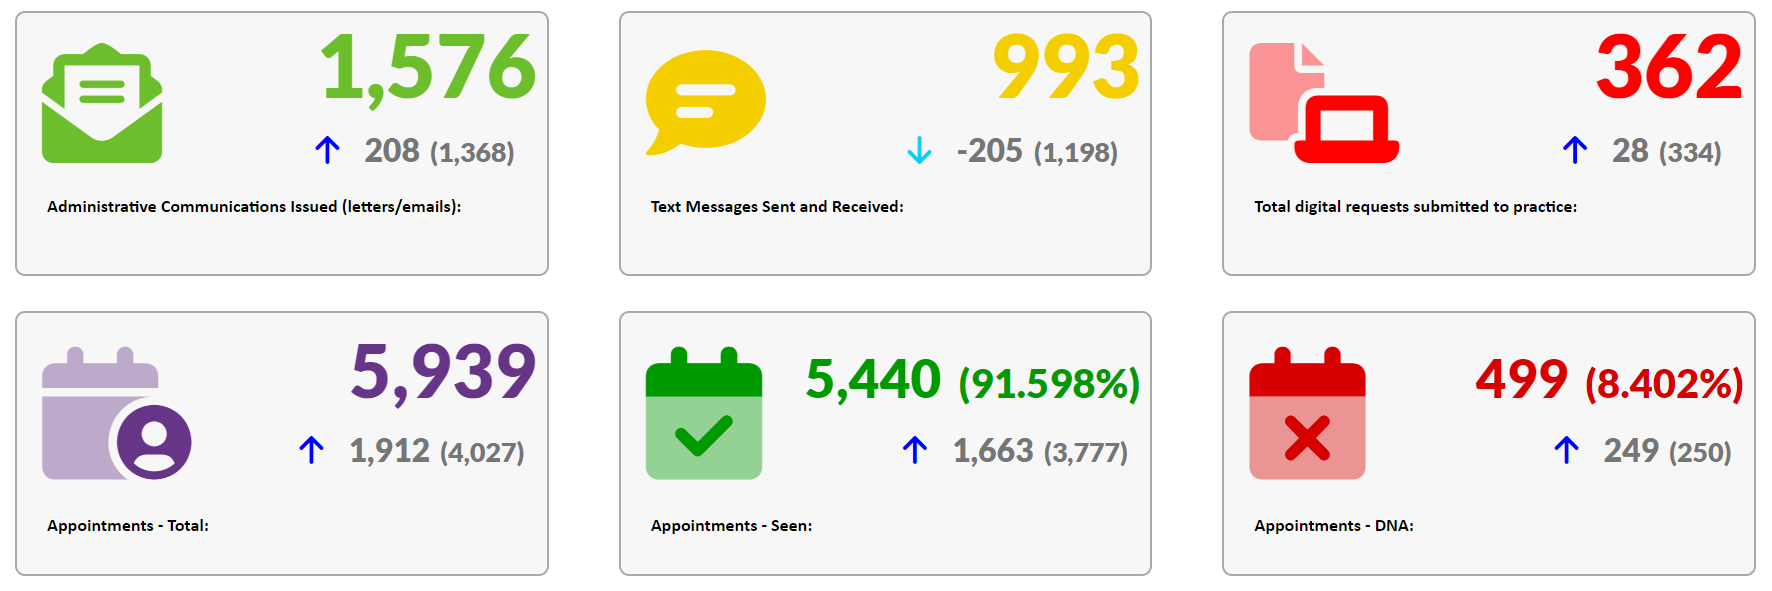 1,576
208 (1,368)
Administrative Communications Issued (letters/emails):
993
-205 (1,198)
Text Messages Sent and Received:
362
28 (334)
Total digital requests submitted to practice:
5,939
1,912 (4,027)
Appointments - Total:
5,440 (91.598%)
1,663 (3,777)
Appointments - Seen:
499 (8.402%)
249 (250)
Appointments - DNA: